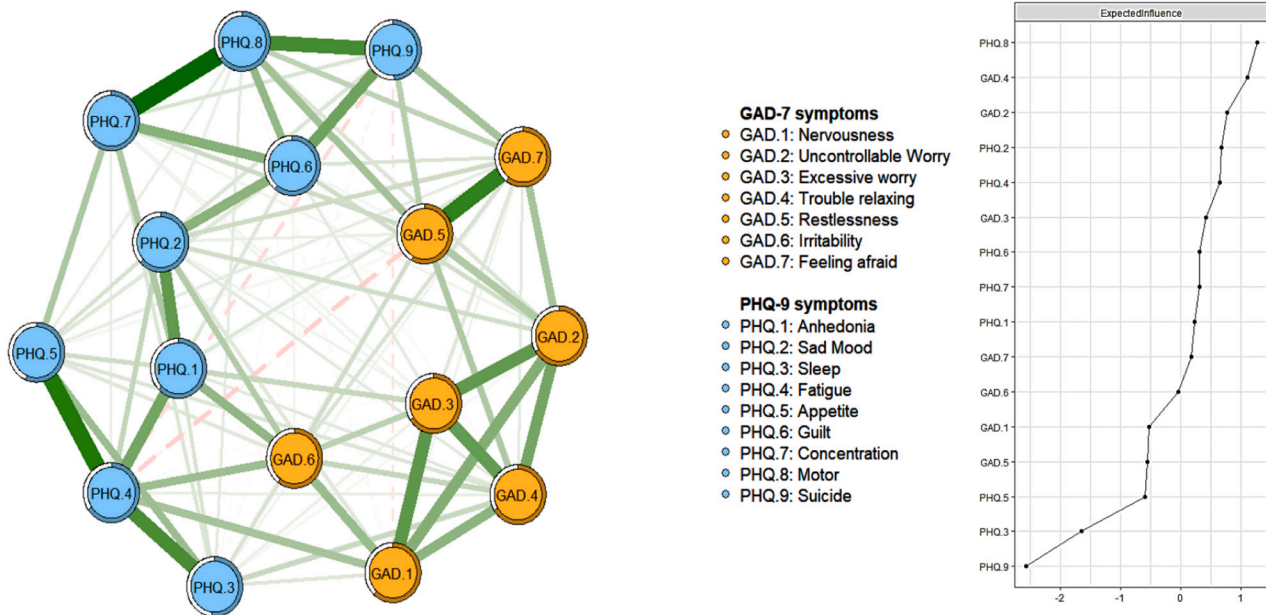 PHQ.8
PHQ.9
PHQ.7
PHQ.6
GAD.7
PHQ.2
GAD.5
PHQ.5
PHQ.1
GAD.2
GAD.3
GAD.6
PHQ.4
GAD.4
PHQ.3
GAD.1
GAD-7 symptoms
GAD.1: Nervousness
GAD.2: Uncontrollable Worry
GAD.3: Excessive worry
GAD.4: Trouble relaxing
GAD.5: Restlessness
GAD.6: Irritability
GAD.7: Feeling afraid
PHQ-9 symptoms
PHQ.1: Anhedonia
PHQ.2: Sad Mood
PHQ.3: Sleep
PHQ.4: Fatigue
PHQ.5: Appetite
PHQ.6: Guilt
PHQ.7: Concentration
PHQ.8: Motor
PHQ.9: Suicide
ExpectedInfluence
PHQ.8
GAD.4
GAD.2
PHQ.2
PHQ.4
GAD.3
PHQ.6
PHQ.7
PHQ.1
GAD.7
GAD.6
GAD.1
GAD.5
PHQ.5
PHQ.3
PHQ.9
-2 -1 0 1